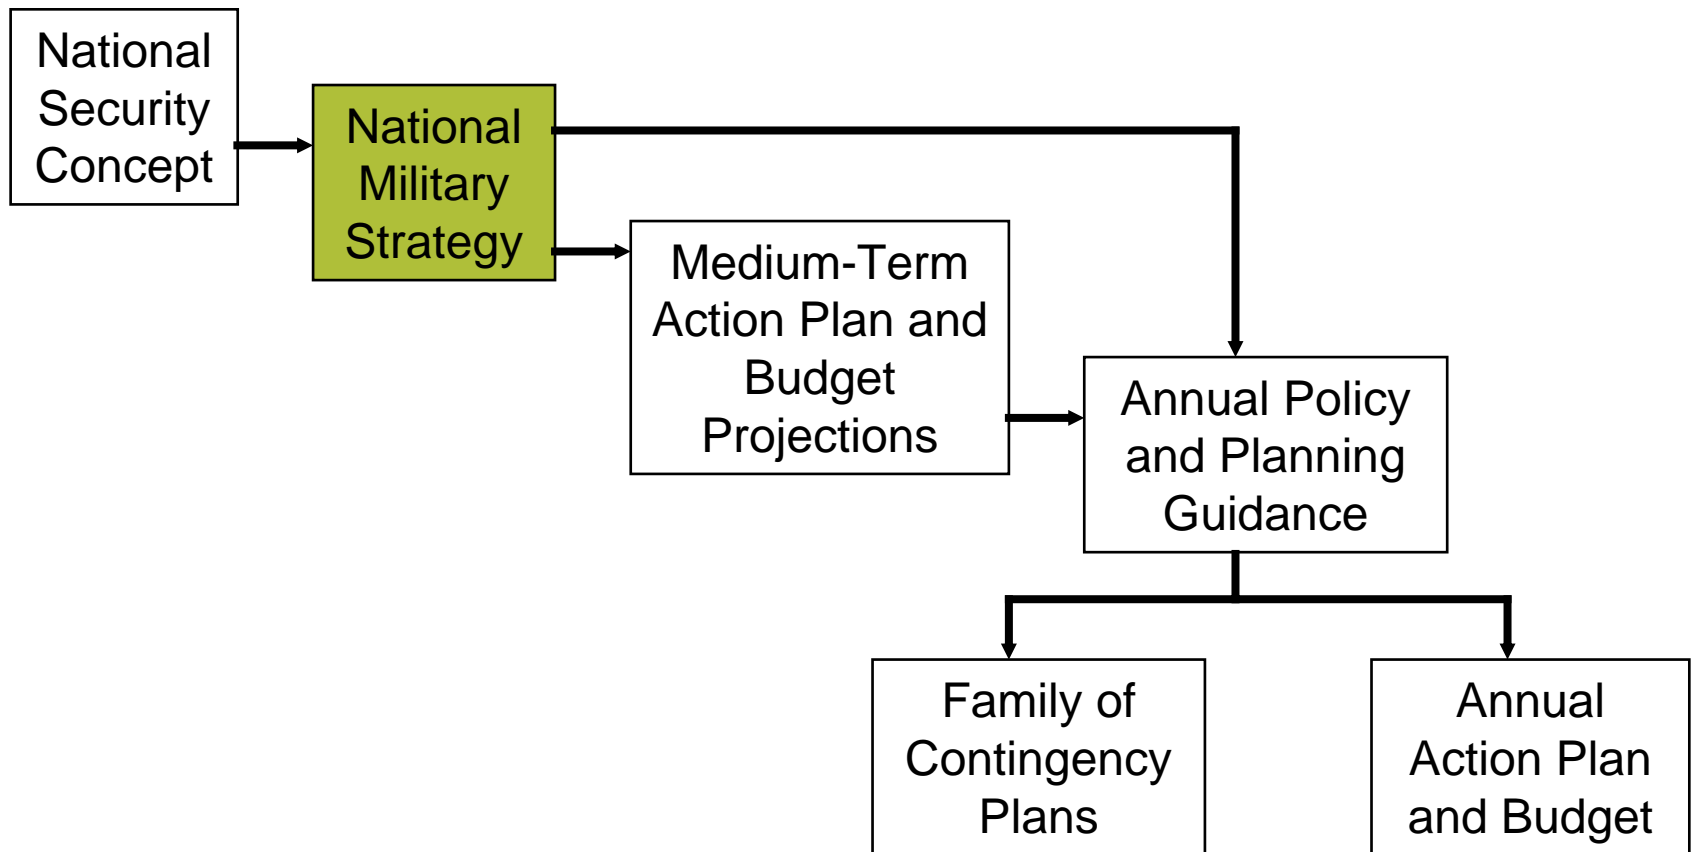 National
Security
Concept
National
Military
Strategy
Medium-Term
Action Plan and
Budget
Projections
Annual Policy
and Planning
Guidance
Family of
Contingency
Plans
Annual
Action Plan
and Budget